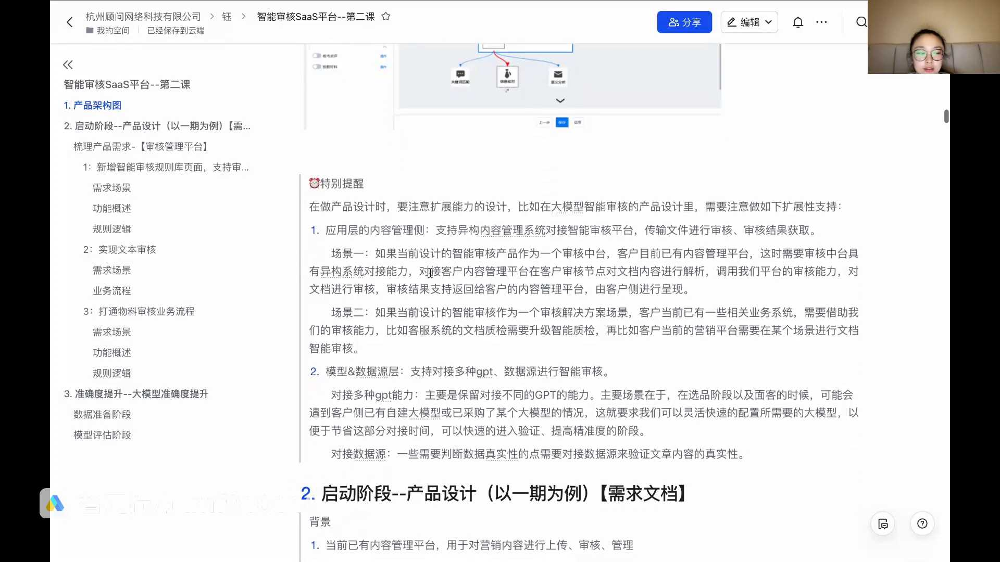 杭州顾问网络科技有限公司 > 钰 > 智能审核SaaS平台--第二课
我的空间 | 已经保存到云端
分享
编辑
智能审核SaaS平台--第二课
1. 产品架构图
2. 启动阶段--产品设计（以一期为例）【需...
梳理产品需求-【审核管理平台】
1：新增智能审核规则库页面，支持审...
需求场景
功能概述
规则逻辑
2：实现文本审核
需求场景
业务流程
3：打通物料审核业务流程
需求场景
功能概述
规则逻辑
3. 准确度提升--大模型准确度提升
数据准备阶段
模型评估阶段
关键词匹配
信息核对
语义分析
上一步
保存
⏰特别提醒
在做产品设计时，要注意扩展能力的设计，比如在大模型智能审核的产品设计里，需要注意做如下扩展性支持：
1. 应用层的内容管理侧：支持异构内容管理系统对接智能审核平台，传输文件进行审核、审核结果获取。
场景一：如果当前设计的智能审核产品作为一个审核中台，客户目前已有内容管理平台，这时需要审核中台具
有异构系统对接能力，对接客户内容管理平台在客户审核节点对文档内容进行解析，调用我们平台的审核能力，对
文档进行审核，审核结果支持返回给客户的内容管理平台，由客户侧进行呈现。
场景二：如果当前设计的智能审核作为一个审核解决方案场景，客户当前已有一些相关业务系统，需要借助我
们的审核能力，比如客服系统的文档质检需要升级智能质检，再比如客户当前的营销平台需要在某个场景进行文档
智能审核。
2. 模型&数据源层：支持对接多种gpt、数据源进行智能审核。
对接多种gpt能力：主要是保留对接不同的GPT的能力。主要场景在于，在选品阶段以及面客的时候，可能会
遇到客户侧已有自建大模型或已采购了某个大模型的情况，这就要求我们可以灵活快速的配置所需要的大模型，以
便于节省这部分对接时间，可以快速的进入验证、提高精准度的阶段。
对接数据源：一些需要判断数据真实性的点需要对接数据源来验证文章内容的真实性。
2. 启动阶段--产品设计（以一期为例）【需求文档】
背景
1. 当前已有内容管理平台，用于对营销内容进行上传、审核、管理